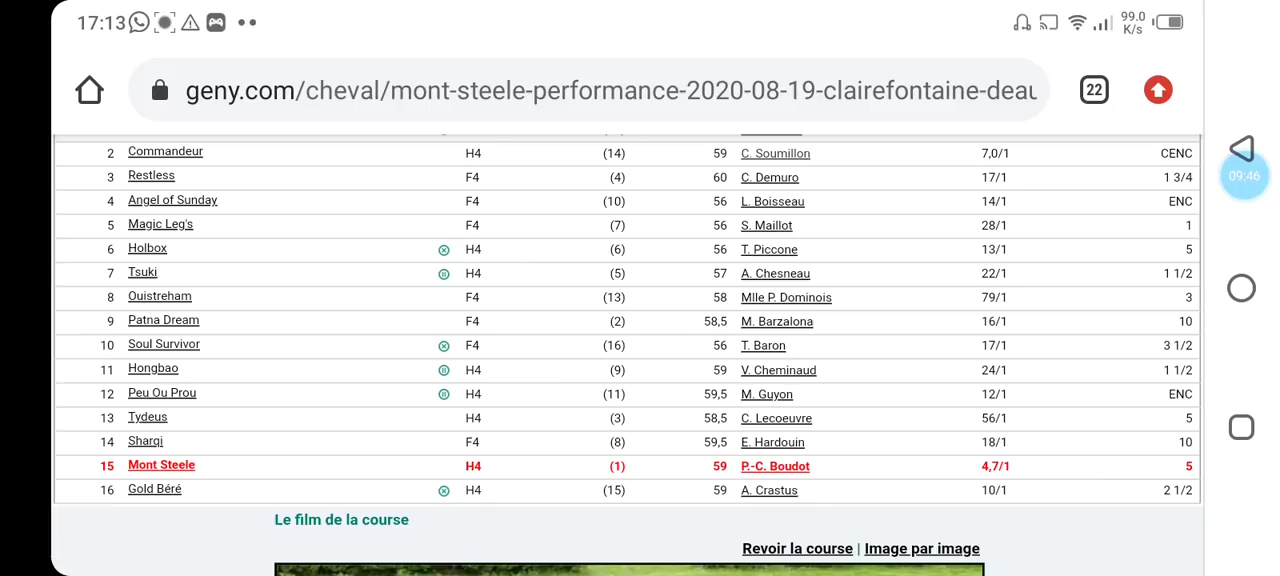 17:13 99.0 K/s
geny.com/cheval/mont-steele-performance-2020-08-19-clairefontaine-deau 22
09:46
2 Commandeur H4 (14) 59 C. Soumillon 7,0/1 CENC
3 Restless F4 (4) 60 C. Demuro 17/1 1 3/4
4 Angel of Sunday F4 (10) 56 L. Boisseau 14/1 ENC
5 Magic Leg's F4 (7) 56 S. Maillot 28/1 1
6 Holbox H4 (6) 56 T. Piccone 13/1 5
7 Tsuki H4 (5) 57 A. Chesneau 22/1 1 1/2
8 Ouistreham F4 (13) 58 Mlle P. Dominois 79/1 3
9 Patna Dream F4 (2) 58,5 M. Barzalona 16/1 10
10 Soul Survivor F4 (16) 56 T. Baron 17/1 3 1/2
11 Hongbao H4 (9) 59 V. Cheminaud 24/1 1 1/2
12 Peu Ou Prou H4 (11) 59,5 M. Guyon 12/1 ENC
13 Tydeus H4 (3) 58,5 C. Lecoeuvre 56/1 5
14 Sharqi F4 (8) 59,5 E. Hardouin 18/1 10
15 Mont Steele H4 (1) 59 P.-C. Boudot 4,7/1 5
16 Gold Béré H4 (15) 59 A. Crastus 10/1 2 1/2
Le film de la course
Revoir la course | Image par image